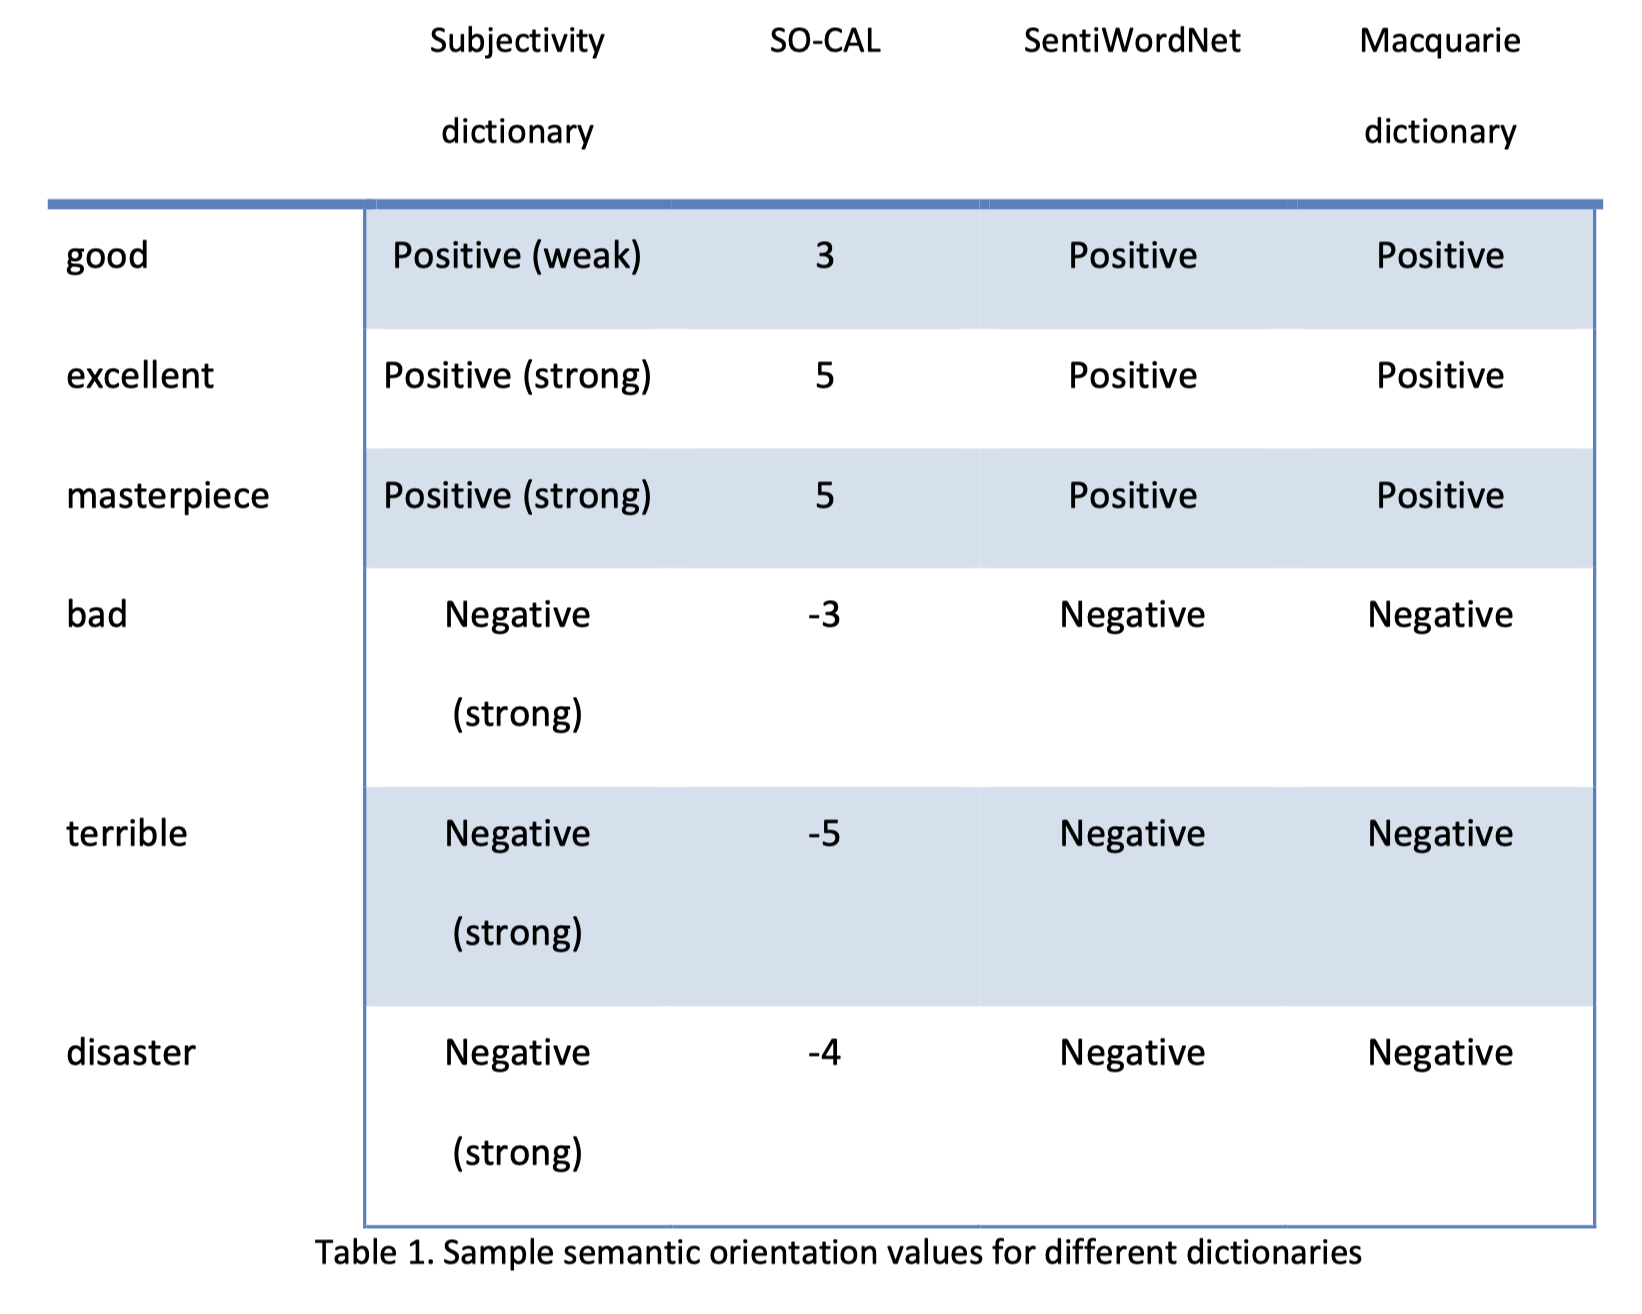 Subjectivity SO-CAL SentiWordNet Macquarie
dictionary dictionary
good Positive (weak) 3 Positive Positive
excellent Positive (strong) 5 Positive Positive
masterpiece Positive (strong) 5 Positive Positive
bad Negative -3 Negative Negative
(strong)
terrible Negative -5 Negative Negative
(strong)
disaster Negative -4 Negative Negative
(strong)
Table 1. Sample semantic orientation values for different dictionaries